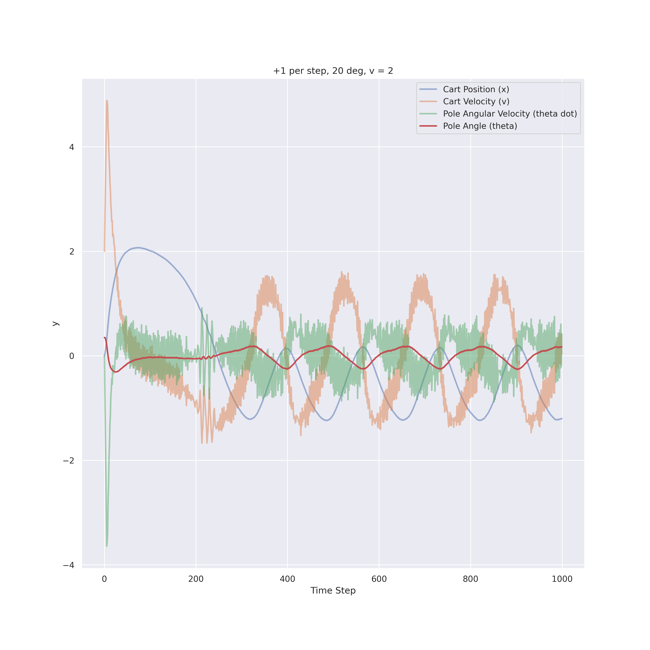 +1 per step, 20 deg, v = 2
Cart Position (x)
Cart Velocity (v)
Pole Angular Velocity (theta dot)
Pole Angle (theta)
4
2
0
−2
−4
y
0 200 400 600 800 1000
Time Step